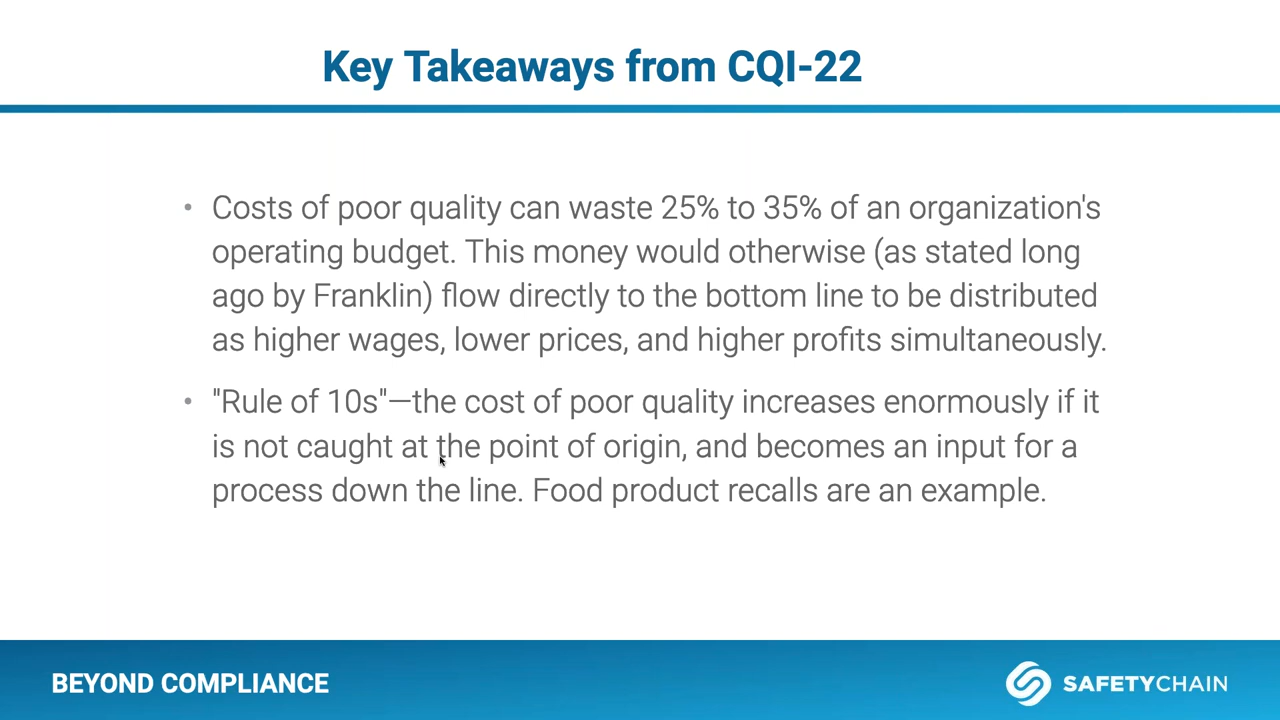 Key Takeaways from CQI-22
• Costs of poor quality can waste 25% to 35% of an organization's
operating budget. This money would otherwise (as stated long
ago by Franklin) flow directly to the bottom line to be distributed
as higher wages, lower prices, and higher profits simultaneously.
• "Rule of 10s"—the cost of poor quality increases enormously if it
is not caught at the point of origin, and becomes an input for a
process down the line. Food product recalls are an example.
BEYOND COMPLIANCE
SAFETYCHAIN